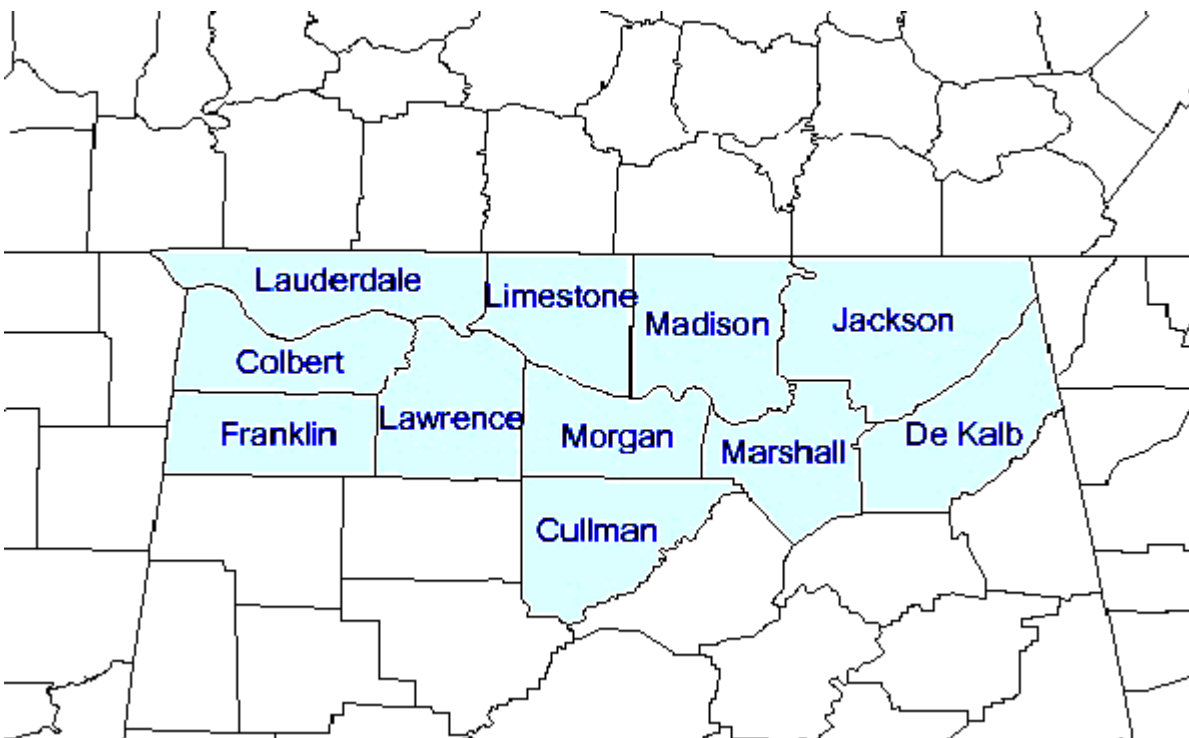 Lauderdale
Limestone
Madison
Jackson
Colbert
Lawrence
Franklin
Morgan
Marshall
De Kalb
Cullman